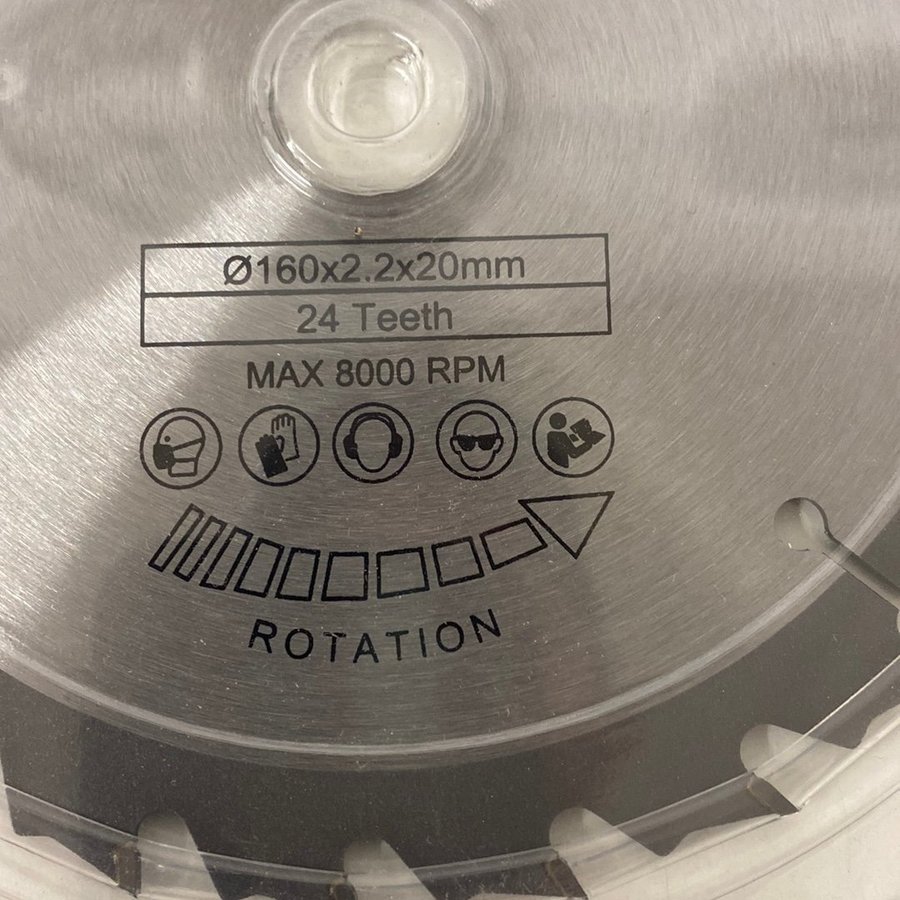 Ø160x2.2x20mm
24 Teeth
MAX 8000 RPM
ROTATION